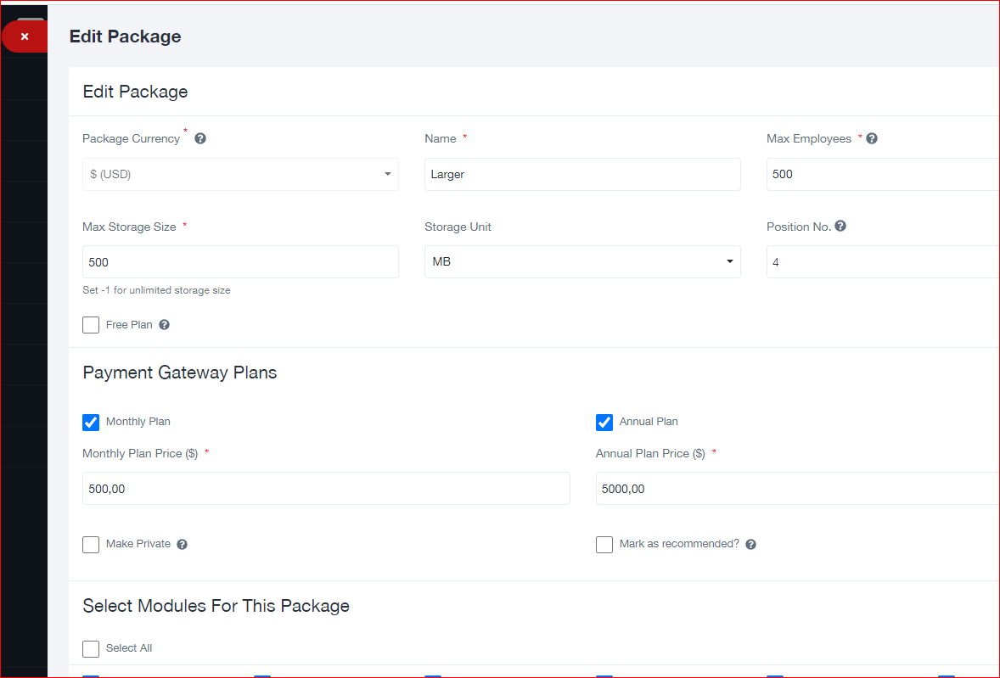 Edit Package
Edit Package
Package Currency * ?
Name *
Max Employees * ?
$ (USD)
Larger
500
Max Storage Size *
Storage Unit
Position No. ?
500
MB
4
Set -1 for unlimited storage size
Free Plan ?
Payment Gateway Plans
Monthly Plan
Annual Plan
Monthly Plan Price ($) *
Annual Plan Price ($) *
500,00
5000,00
Make Private ?
Mark as recommended? ?
Select Modules For This Package
Select All